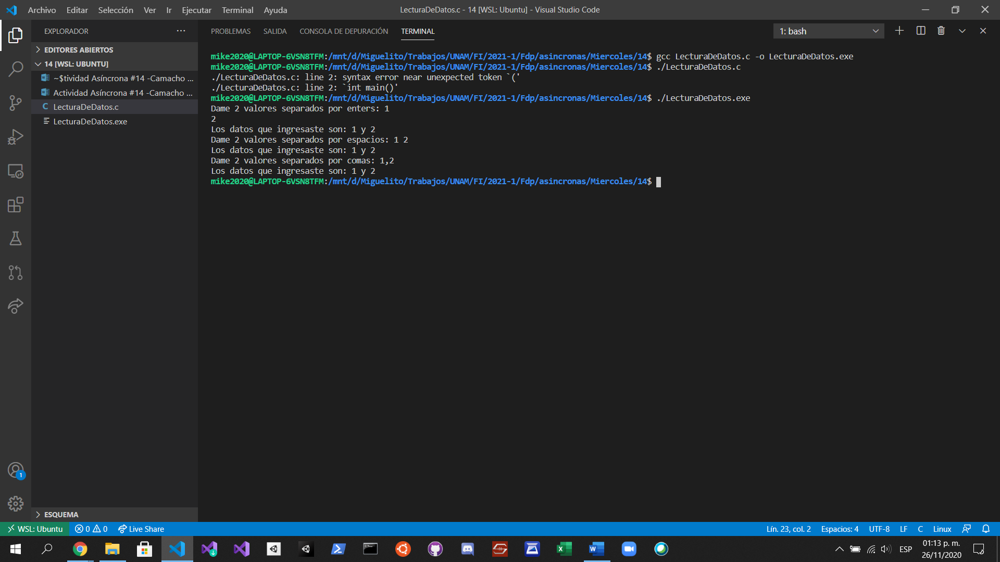 Archivo Editar Selección Ver Ir Ejecutar Terminal Ayuda
LecturaDeDatos.c - 14 [WSL: Ubuntu] - Visual Studio Code
EXPLORADOR
EDITORES ABIERTOS
14 [WSL: UBUNTU]
~$tividad Asíncrona #14 -Camacho ...
Actividad Asíncrona #14 -Camacho ...
C LecturaDeDatos.c
LecturaDeDatos.exe
ESQUEMA
PROBLEMAS SALIDA CONSOLA DE DEPURACIÓN TERMINAL
1: bash
mike2020@LAPTOP-6VSN8TFM:/mnt/d/Miguelito/Trabajos/UNAM/FI/2021-1/Fdp/asincronas/Miercoles/14$ gcc LecturaDeDatos.c -o LecturaDeDatos.exe
mike2020@LAPTOP-6VSN8TFM:/mnt/d/Miguelito/Trabajos/UNAM/FI/2021-1/Fdp/asincronas/Miercoles/14$ ./LecturaDeDatos.c
./LecturaDeDatos.c: line 2: syntax error near unexpected token `('
./LecturaDeDatos.c: line 2: `int main()'
mike2020@LAPTOP-6VSN8TFM:/mnt/d/Miguelito/Trabajos/UNAM/FI/2021-1/Fdp/asincronas/Miercoles/14$ ./LecturaDeDatos.exe
Dame 2 valores separados por enters: 1
2
Los datos que ingresaste son: 1 y 2
Dame 2 valores separados por espacios: 1 2
Los datos que ingresaste son: 1 y 2
Dame 2 valores separados por comas: 1,2
Los datos que ingresaste son: 1 y 2
mike2020@LAPTOP-6VSN8TFM:/mnt/d/Miguelito/Trabajos/UNAM/FI/2021-1/Fdp/asincronas/Miercoles/14$
1
WSL: Ubuntu 0 0 Live Share
Lín. 23, col. 2 Espacios: 4 UTF-8 LF C Linux
ESP
01:13 p. m.
26/11/2020